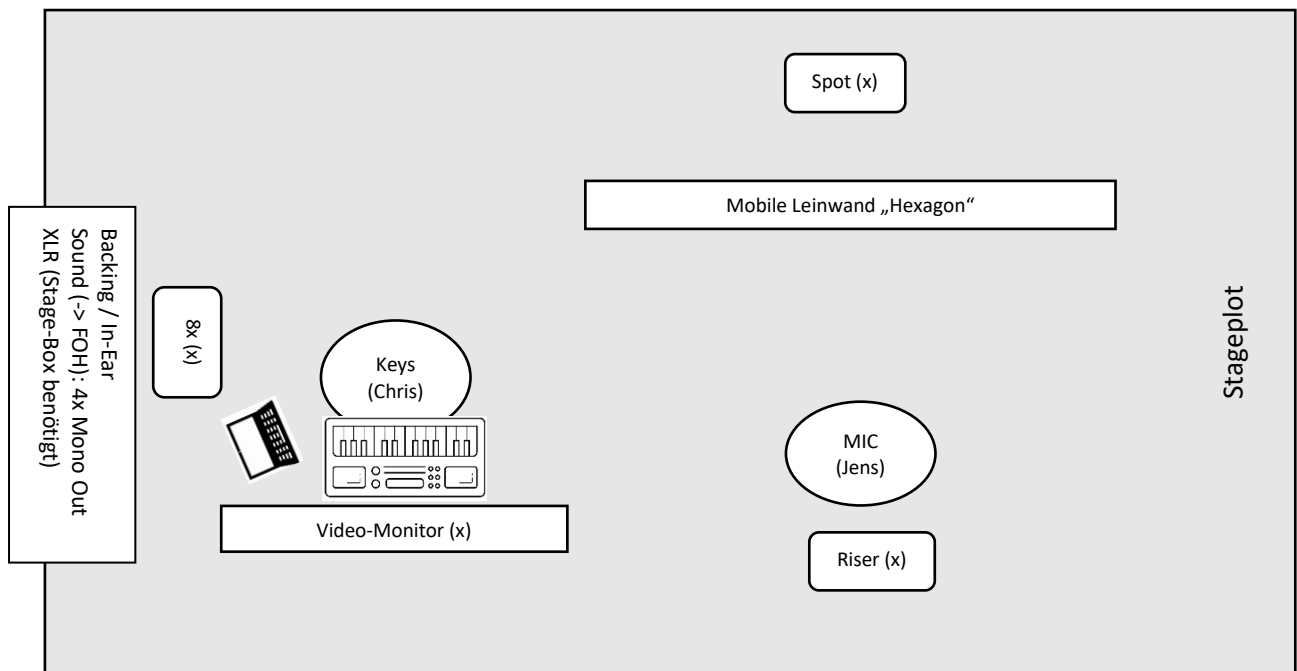 Spot (x)
Mobile Leinwand „Hexagon“
Backing / In-Ear
Sound (-> FOH): 4x Mono Out
XLR (Stage-Box benötigt)
8x (x)
Keys
(Chris)
Stageplot
MIC
(Jens)
Video-Monitor (x)
Riser (x)